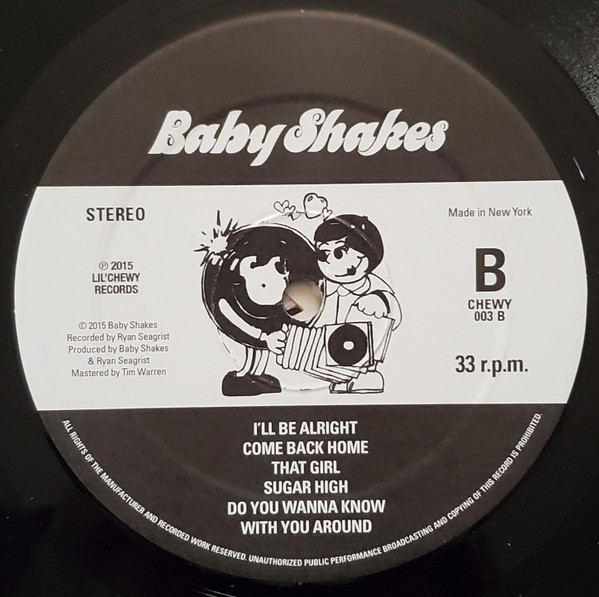 Baby Shakes
STEREO
Made in New York
℗ 2015
LIL'CHEWY
RECORDS
B
CHEWY
003 B
© 2015 Baby Shakes
Recorded by Ryan Seagrist
Produced by Baby Shakes
& Ryan Seagrist
Mastered by Tim Warren
33 r.p.m.
I'LL BE ALRIGHT
COME BACK HOME
THAT GIRL
SUGAR HIGH
DO YOU WANNA KNOW
WITH YOU AROUND
ALL RIGHTS OF THE MANUFACTURER AND RECORDED WORK RESERVED. UNAUTHORIZED PUBLIC PERFORMANCE BROADCASTING AND COPYING OF THIS RECORD IS PROHIBITED.